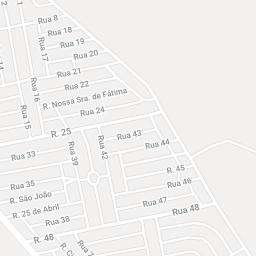 Rua 8
Rua 18
Rua 19
Rua 20
Rua 17
Rua 21
Rua 22
Rua 16
R. Nossa Sra. de Fátima
Rua 24
Rua 15
R. 25
Rua 43
Rua 44
Rua 33
Rua 39
Rua 42
R. 45
Rua 46
Rua 35
R. São João
Rua 47
Rua 48
R. 25 de Abril
Rua 38
R. 48